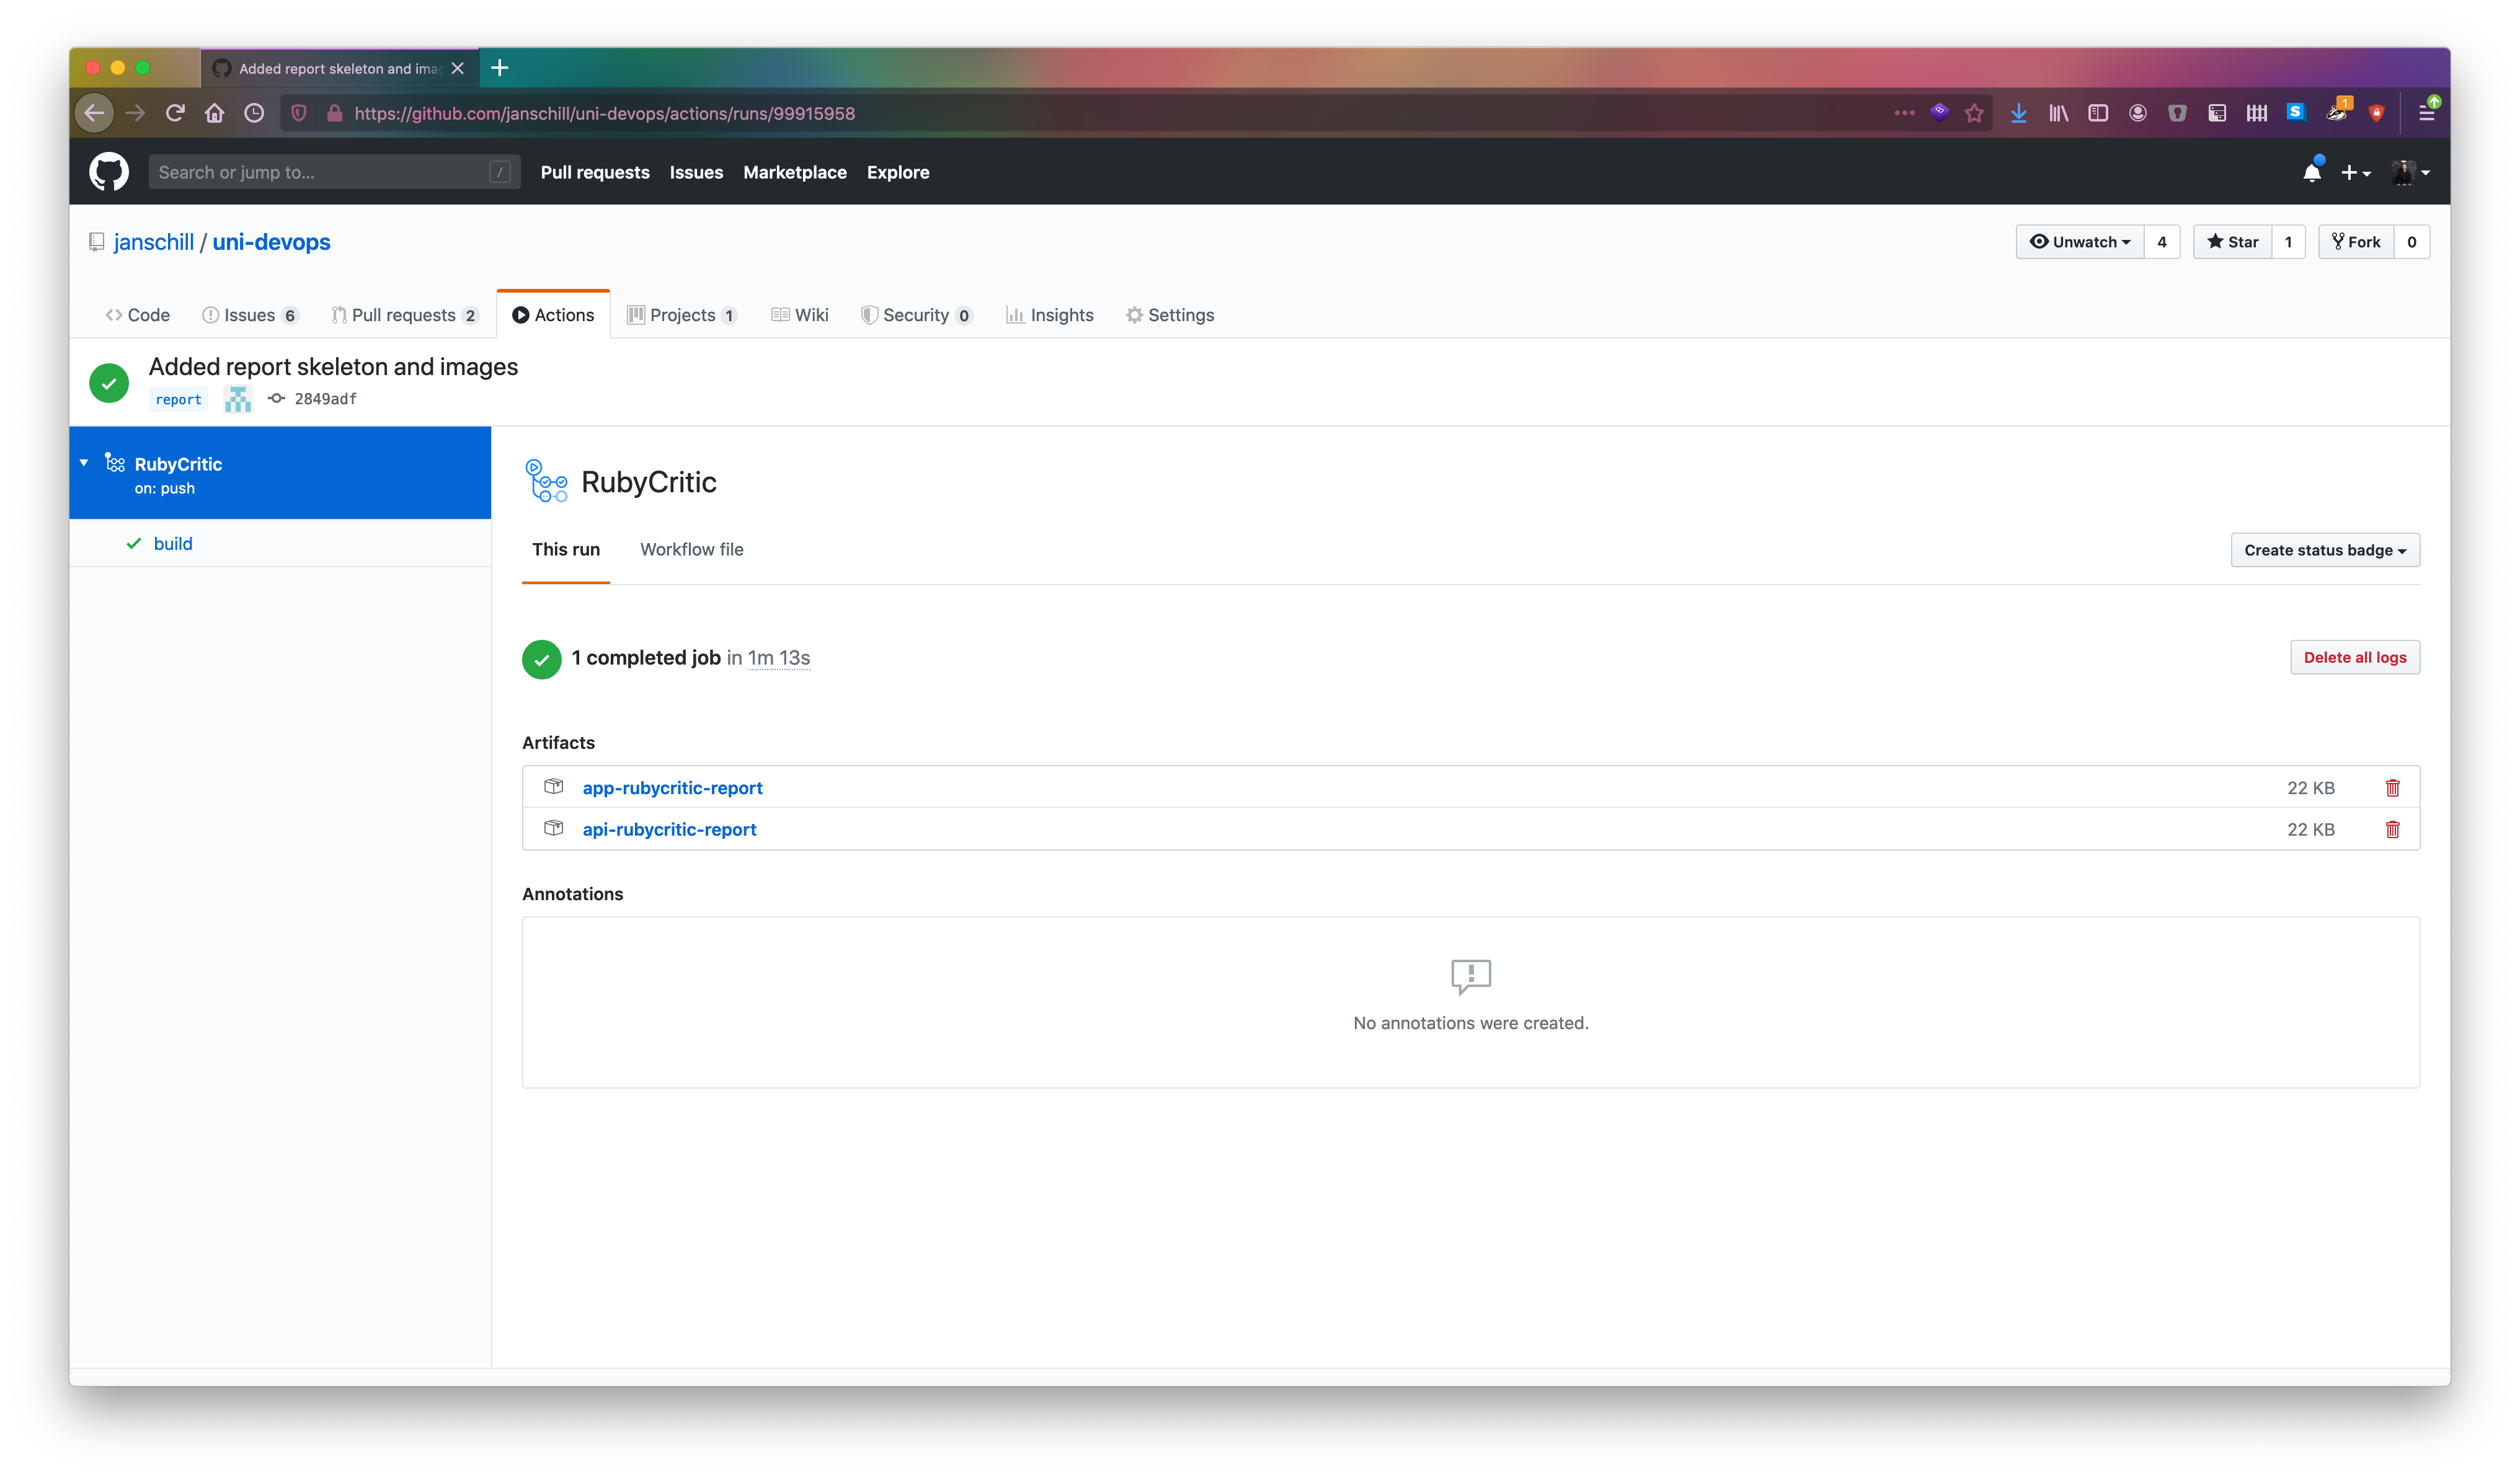 Added report skeleton and imag
https://github.com/janschill/uni-devops/actions/runs/99915958
S
1
Search or jump to...
/
Pull requests
Issues
Marketplace
Explore
janschill / uni-devops
Unwatch 4
Star 1
Fork 0
Code
Issues 6
Pull requests 2
Actions
Projects 1
Wiki
Security 0
Insights
Settings
Added report skeleton and images
report
2849adf
RubyCritic
on: push
build
RubyCritic
This run
Workflow file
Create status badge
1 completed job in 1m 13s
Delete all logs
Artifacts
app-rubycritic-report 22 KB
api-rubycritic-report 22 KB
Annotations
No annotations were created.